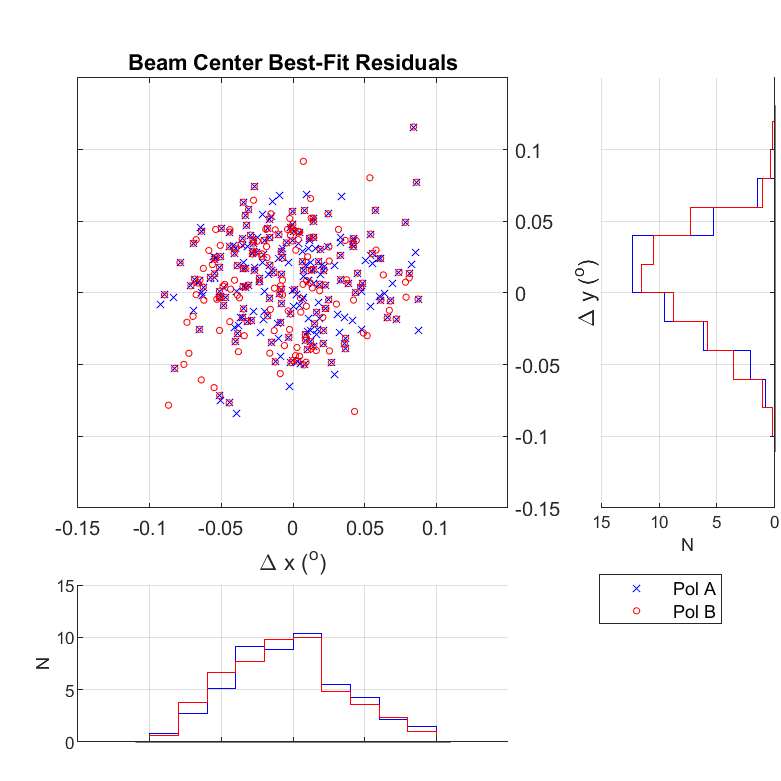 Beam Center Best-Fit Residuals
0.1
0.05
0
-0.05
-0.1
-0.15
-0.15 -0.1 -0.05 0 0.05 0.1
Δ x (°)
Δ y (°)
15 10 5 0
N
Pol A
Pol B
15
10
5
0
N